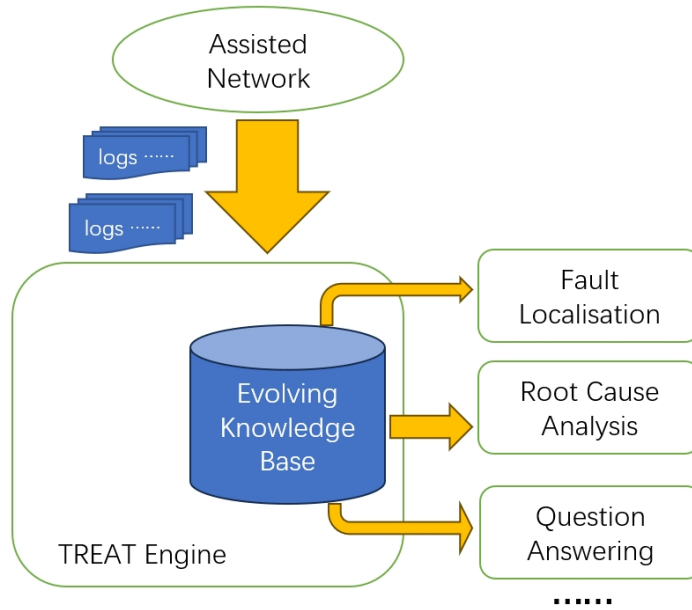 Assisted
Network
logs ……
logs ……
Fault
Localisation
Evolving
Knowledge
Base
Root Cause
Analysis
TREAT Engine
Question
Answering
……